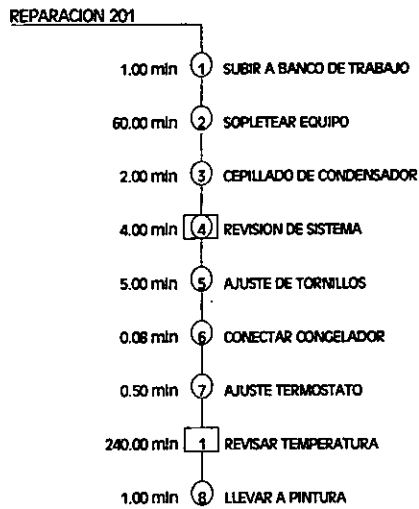 REPARACION 201
1.00 min 1 SUBIR A BANCO DE TRABAJO
60.00 min 2 SOPLETEAR EQUIPO
2.00 min 3 CEPILLADO DE CONDENSADOR
4.00 min 4 REVISION DE SISTEMA
5.00 min 5 AJUSTE DE TORNILLOS
0.08 min 6 CONECTAR CONGELADOR
0.50 min 7 AJUSTE TERMOSTATO
240.00 min 1 REVISAR TEMPERATURA
1.00 min 8 LLEVAR A PINTURA